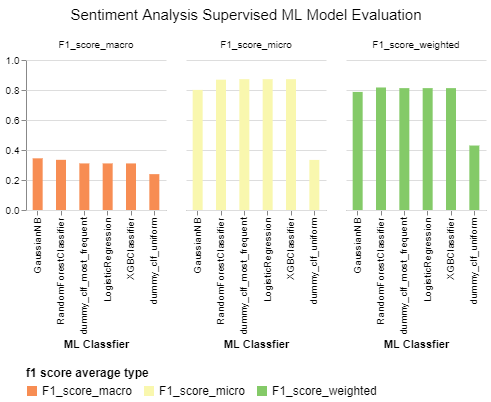 Sentiment Analysis Supervised ML Model Evaluation
F1_score_macro F1_score_micro F1_score_weighted
1.0
0.8
0.6
0.4
0.2
0.0
GaussianNB
RandomForestClassifier
dummy_clf_most_frequent
LogisticRegression
XGBClassifier
dummy_clf_uniform
GaussianNB
RandomForestClassifier
dummy_clf_most_frequent
LogisticRegression
XGBClassifier
dummy_clf_uniform
GaussianNB
RandomForestClassifier
dummy_clf_most_frequent
LogisticRegression
XGBClassifier
dummy_clf_uniform
ML Classfier ML Classfier ML Classfier
f1 score average type
F1_score_macro F1_score_micro F1_score_weighted